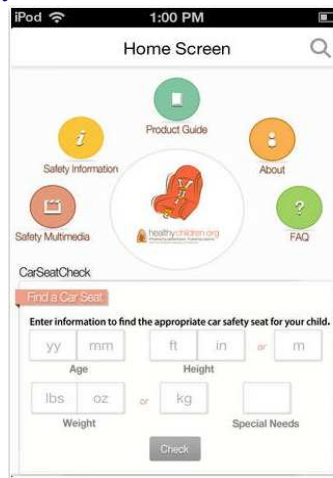 iPod 1:00 PM
Home Screen
Product Guide
i
Safety Information
About
?
Safety Multimedia
healthychildren.org
FAQ
CarSeatCheck
Find a Car Seat
Enter information to find the appropriate car safety seat for your child.
yy mm ft in or m
Age Height
lbs oz or kg
Weight Special Needs
Check